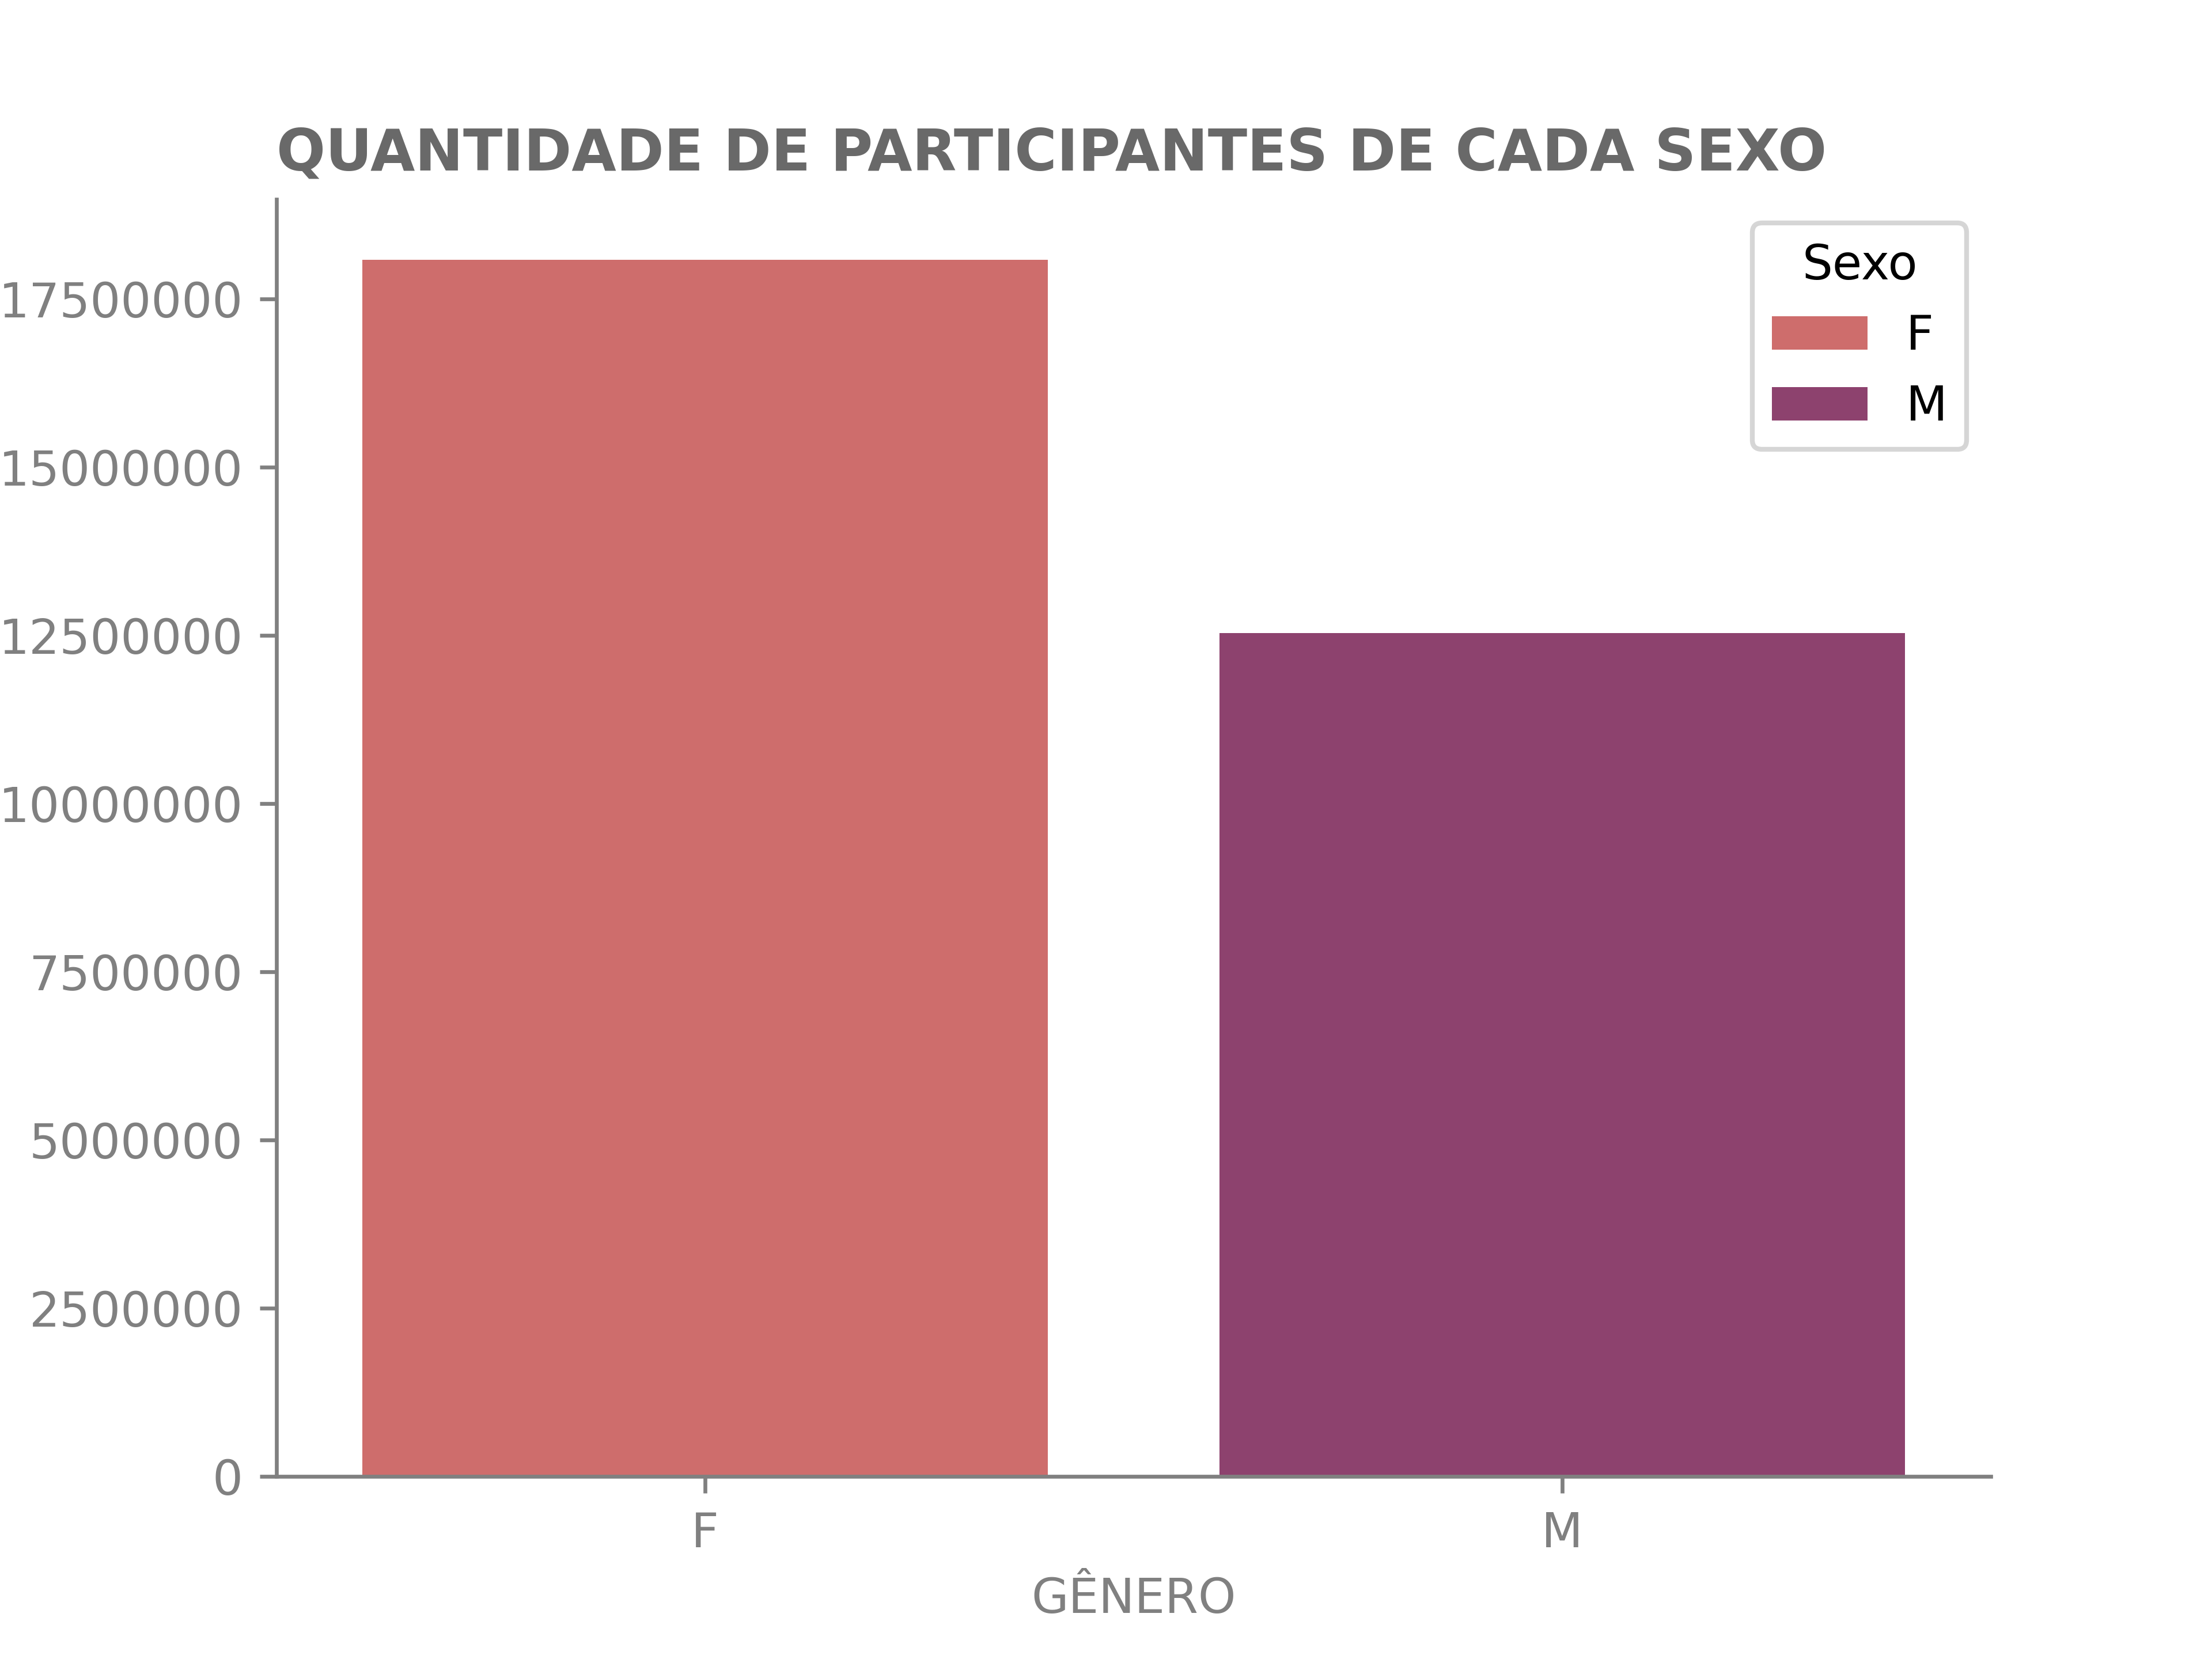 QUANTIDADE DE PARTICIPANTES DE CADA SEXO
Sexo
F
M
17500000
15000000
12500000
10000000
7500000
5000000
2500000
0
F
M
GÊNERO